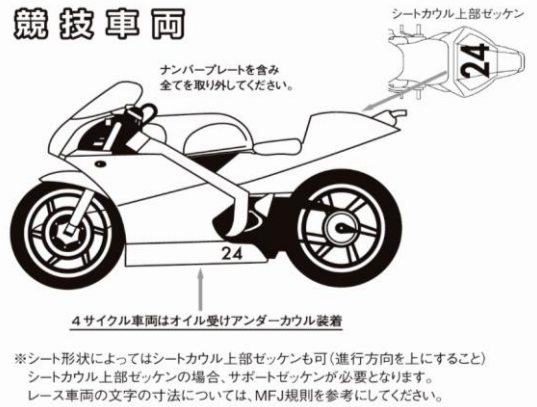 競技車両
シートカウル上部ゼッケン
24
ナンバープレートを含み
全てを取り外してください。
24
4サイクル車両はオイル受けアンダーカウル装着
※シート形状によってはシートカウル上部ゼッケンも可(進行方向を上にすること)
シートカウル上部ゼッケンの場合、サポートゼッケンが必要となります。
レース車両の文字の寸法については、MFJ規則を参考にしてください。